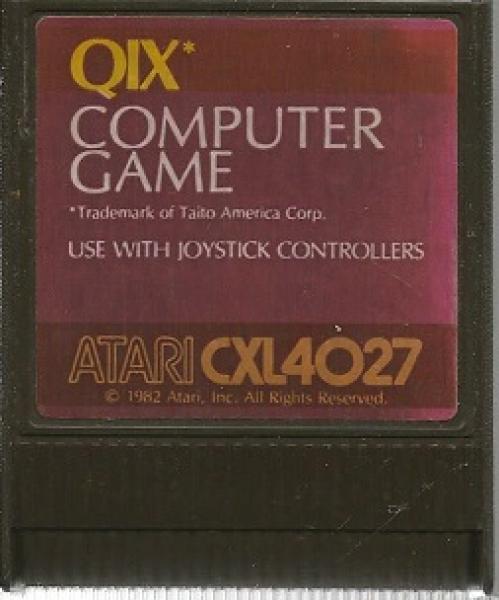 QIX*
COMPUTER
GAME
*Trademark of Taito America Corp.
USE WITH JOYSTICK CONTROLLERS
ATARI CXL4027
© 1982 Atari, Inc. All Rights Reserved.